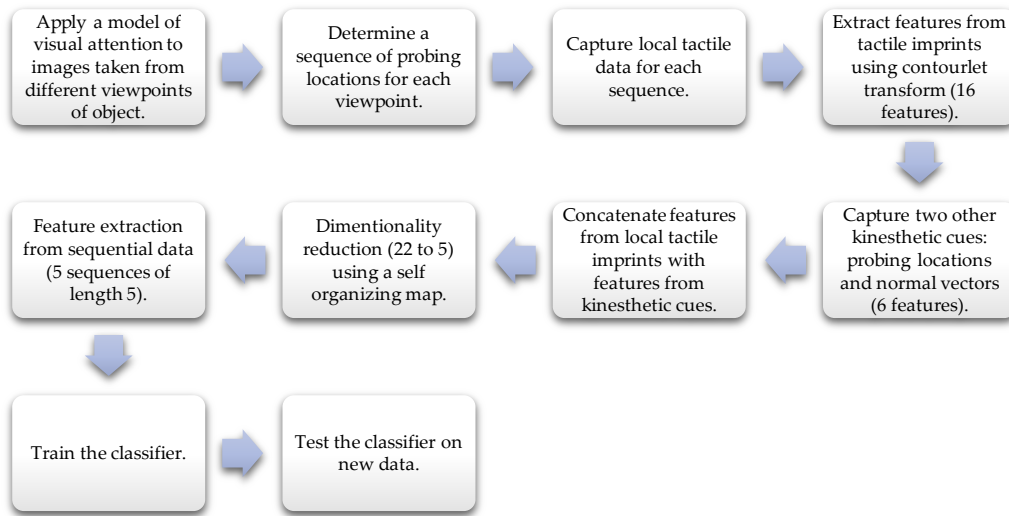 Apply a model of
visual attention to
images taken from
different viewpoints
of object.
Determine a
sequence of probing
locations for each
viewpoint.
Capture local tactile
data for each
sequence.
Extract features from
tactile imprints
using contourlet
transform (16
features).
Capture two other
kinesthetic cues:
probing locations
and normal vectors
(6 features).
Concatenate features
from local tactile
imprints with
features from
kinesthetic cues.
Dimentionality
reduction (22 to 5)
using a self
organizing map.
Feature extraction
from sequential data
(5 sequences of
length 5).
Train the classifier.
Test the classifier on
new data.